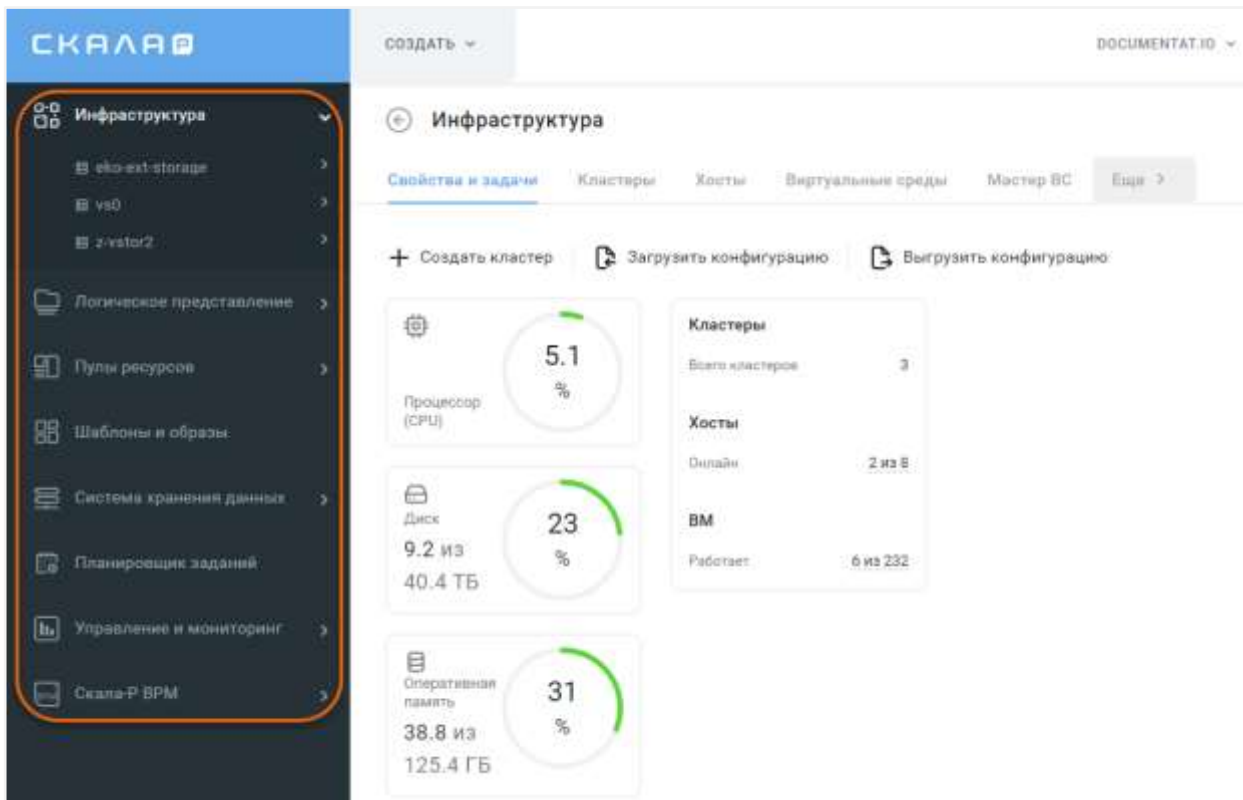 СКАЛА Р
СОЗДАТЬ
DOCUMENTAT.IO
Инфраструктура
eko-ext-storage
vs0
z-vstor2
Логическое представление
Пулы ресурсов
Шаблоны и образы
Система хранения данных
Планировщик заданий
Управление и мониторинг
Скала-Р ВРМ
Инфраструктура
Свойства и задачи
Кластеры
Хосты
Виртуальные среды
Мастер ВС
Еще
Создать кластер
Загрузить конфигурацию
Выгрузить конфигурацию
5.1
%
Процессор
(CPU)
Диск
9.2 из
40.4 ТБ
23
%
Оперативная
память
38.8 из
125.4 ГБ
31
%
Кластеры
Всего кластеров 3
Хосты
Онлайн 2 из 8
ВМ
Работает 6 из 232